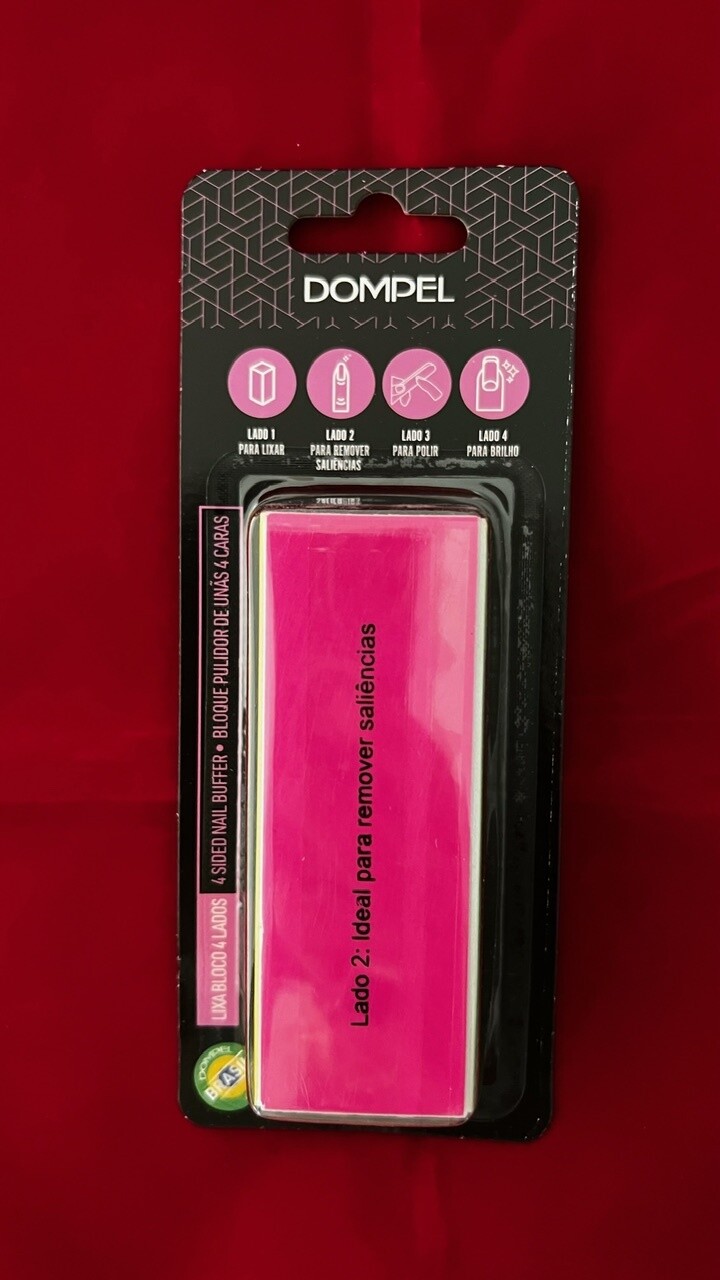 DOMPEL
LADO 1
PARA LIXAR
LADO 2
PARA REMOVER
SALIÊNCIAS
LADO 3
PARA POLIR
LADO 4
PARA BRILHO
LIXA BLOCO 4 LADOS 4 SIDED NAIL BUFFER • BLOQUE PULIDOR DE UNÃS 4 CARAS
Lado 2: Ideal para remover saliências
DOMPEL
BRASIL